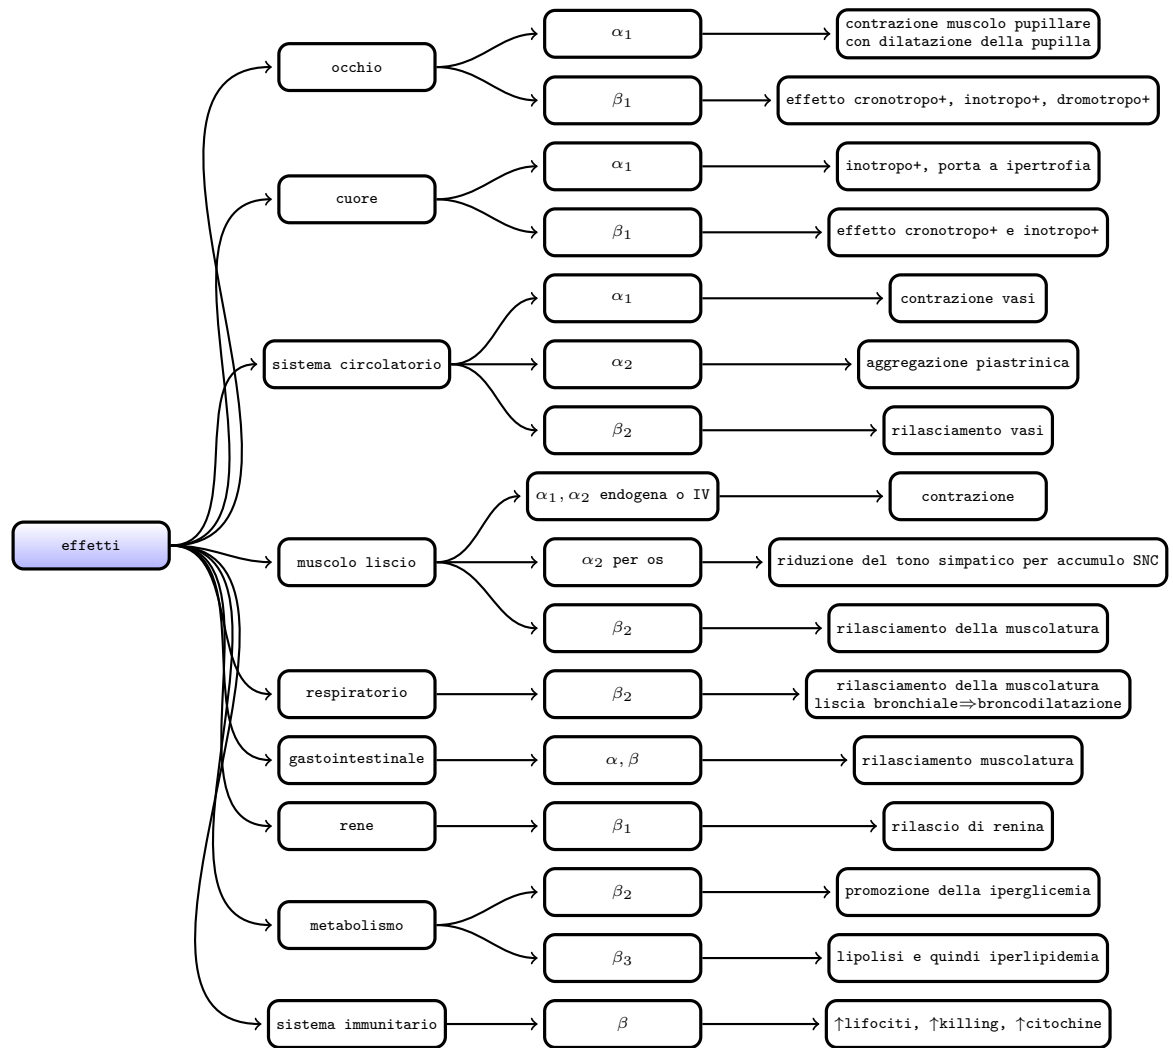 effetti
occhio
α1
contrazione muscolo pupillare
con dilatazione della pupilla
β1
effetto cronotropo+, inotropo+, dromotropo+
cuore
α1
inotropo+, porta a ipertrofia
β1
effetto cronotropo+ e inotropo+
sistema circolatorio
α1
contrazione vasi
α2
aggregazione piastrinica
β2
rilasciamento vasi
muscolo liscio
α1, α2 endogena o IV
contrazione
α2 per os
riduzione del tono simpatico per accumulo SNC
β2
rilasciamento della muscolatura
respiratorio
β2
rilasciamento della muscolatura
liscia bronchiale⇒broncodilatazione
gastointestinale
α, β
rilasciamento muscolatura
rene
β1
rilascio di renina
metabolismo
β2
promozione della iperglicemia
β3
lipolisi e quindi iperlipidemia
sistema immunitario
β
↑lifociti, ↑killing, ↑citochine